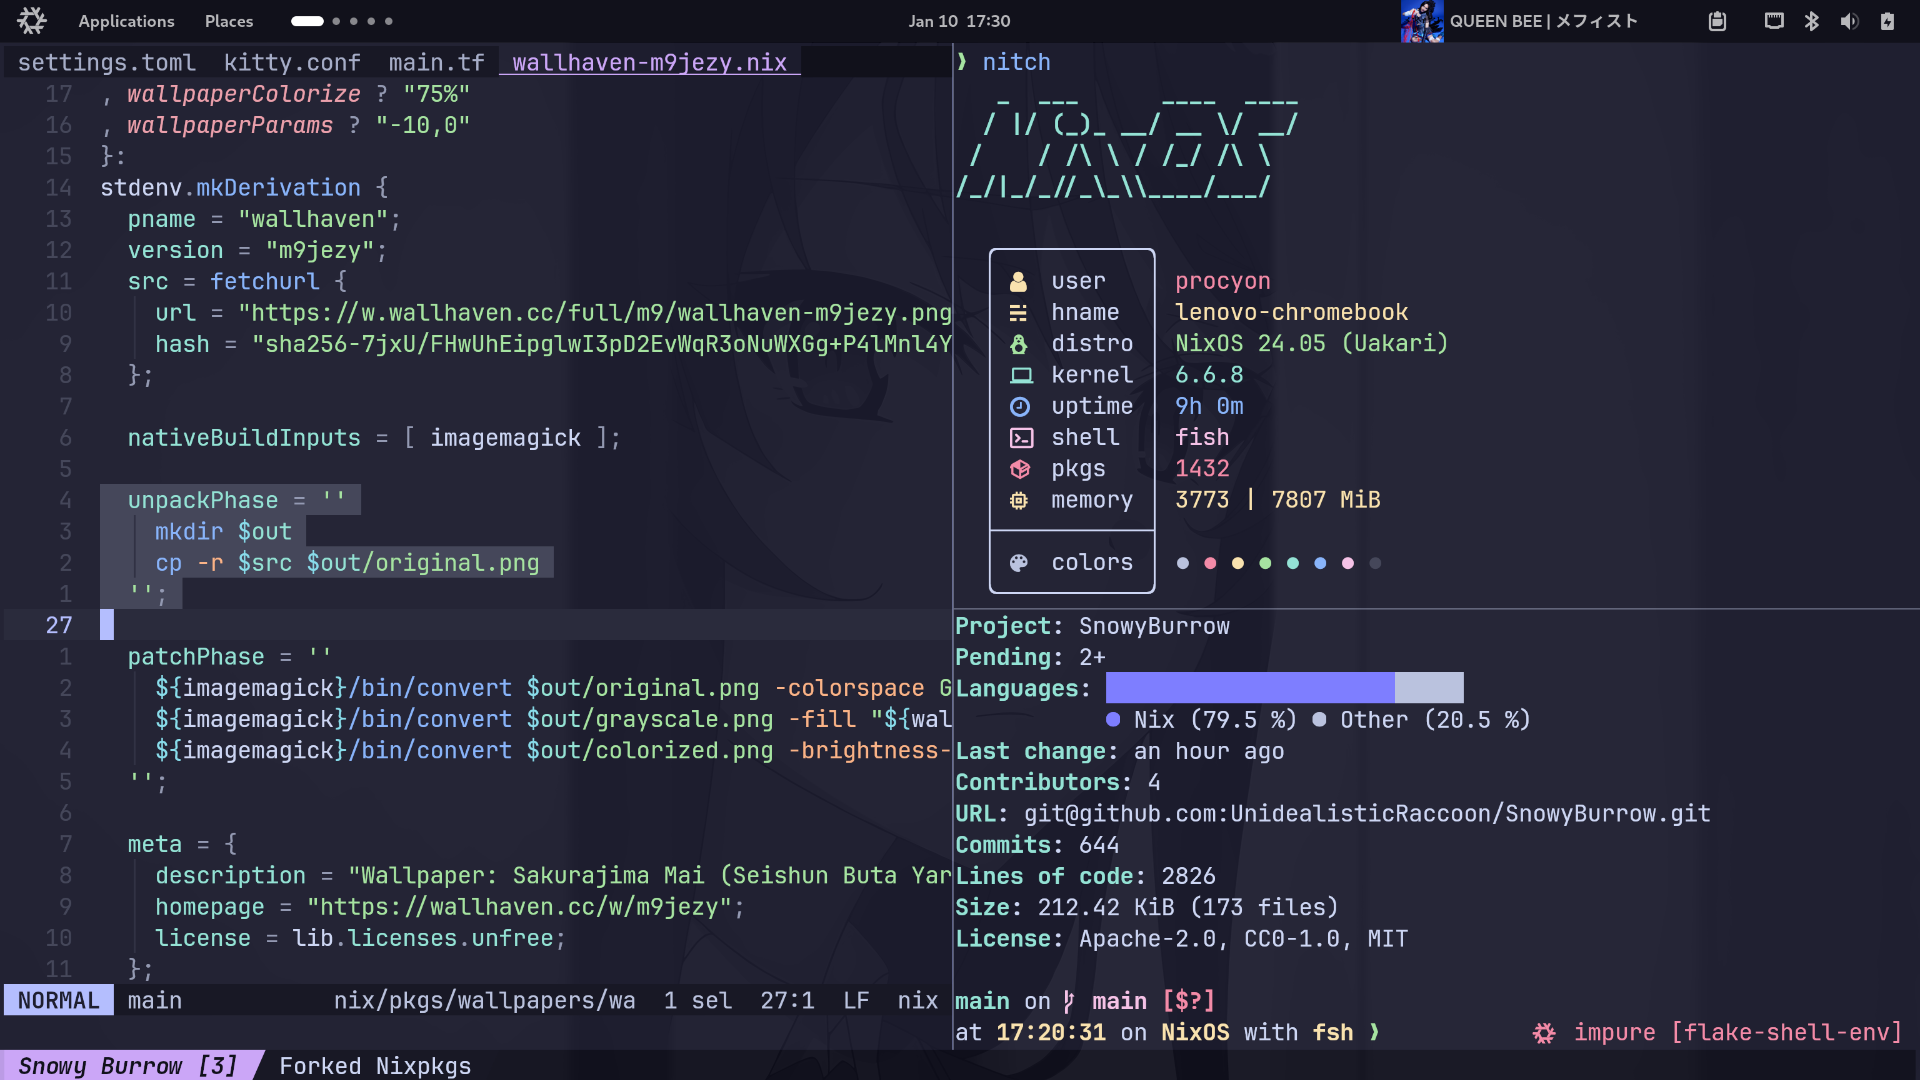 Applications Places
Jan 10 17:30
QUEEN BEE | メフィスト
settings.toml kitty.conf main.tf wallhaven-m9jezy.nix
17 , wallpaperColorize ? "75%"
16 , wallpaperParams ? "-10,0"
15 }:
14 stdenv.mkDerivation {
13 pname = "wallhaven";
12 version = "m9jezy";
11 src = fetchurl {
10 url = "https://w.wallhaven.cc/full/m9/wallhaven-m9jezy.png
9 hash = "sha256-7jxU/FHwUhEipglwI3pD2EvWqR3oNuWXGg+P4lMnl4Y
8 };
7
6 nativeBuildInputs = [ imagemagick ];
5
4 unpackPhase = ''
3 mkdir $out
2 cp -r $src $out/original.png
1 '';
27
1 patchPhase = ''
2 ${imagemagick}/bin/convert $out/original.png -colorspace G
3 ${imagemagick}/bin/convert $out/grayscale.png -fill "${wal
4 ${imagemagick}/bin/convert $out/colorized.png -brightness-
5 '';
6
7 meta = {
8 description = "Wallpaper: Sakurajima Mai (Seishun Buta Yar
9 homepage = "https://wallhaven.cc/w/m9jezy";
10 license = lib.licenses.unfree;
11 };
NORMAL main nix/pkgs/wallpapers/wa 1 sel 27:1 LF nix
❯ nitch
   _  ___      ____  ____
  / |/ (_)_ __/ __ \/ __/
 /    / /\ \ / /_/ /\ \
/_/|_/_//_\_\\____/___/
user procyon
hname lenovo-chromebook
distro NixOS 24.05 (Uakari)
kernel 6.6.8
uptime 9h 0m
shell fish
pkgs 1432
memory 3773 | 7807 MiB
colors
Project: SnowyBurrow
Pending: 2+
Languages:
Nix (79.5 %) Other (20.5 %)
Last change: an hour ago
Contributors: 4
URL: git@github.com:UnidealisticRaccoon/SnowyBurrow.git
Commits: 644
Lines of code: 2826
Size: 212.42 KiB (173 files)
License: Apache-2.0, CC0-1.0, MIT
main on main [$?]
at 17:20:31 on NixOS with fsh ❯ impure [flake-shell-env]
Snowy Burrow [3] Forked Nixpkgs